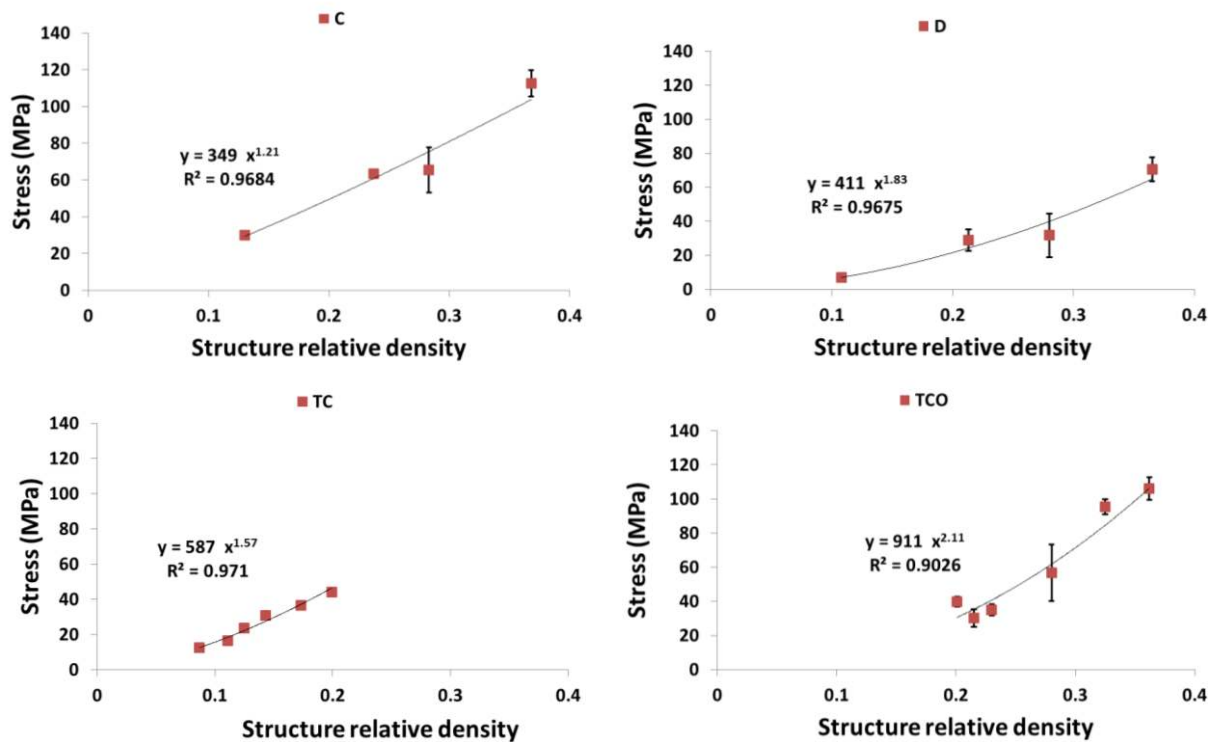 C
140
120
100
80
60
40
20
0
Stress (MPa)
y = 349 x^1.21
R² = 0.9684
0 0.1 0.2 0.3 0.4
Structure relative density
D
140
120
100
80
60
40
20
0
Stress (MPa)
y = 411 x^1.83
R² = 0.9675
0 0.1 0.2 0.3 0.4
Structure relative density
TC
140
120
100
80
60
40
20
0
Stress (MPa)
y = 587 x^1.57
R² = 0.971
0 0.1 0.2 0.3 0.4
Structure relative density
TCO
140
120
100
80
60
40
20
0
Stress (MPa)
y = 911 x^2.11
R² = 0.9026
0 0.1 0.2 0.3 0.4
Structure relative density